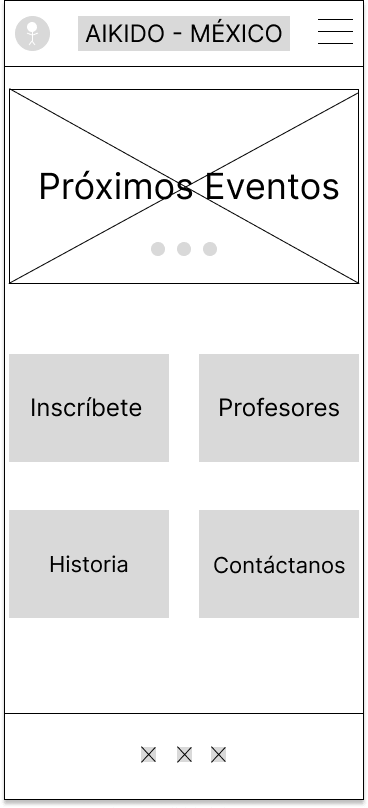 AIKIDO - MÉXICO
Próximos Eventos
Inscríbete
Profesores
Historia
Contáctanos